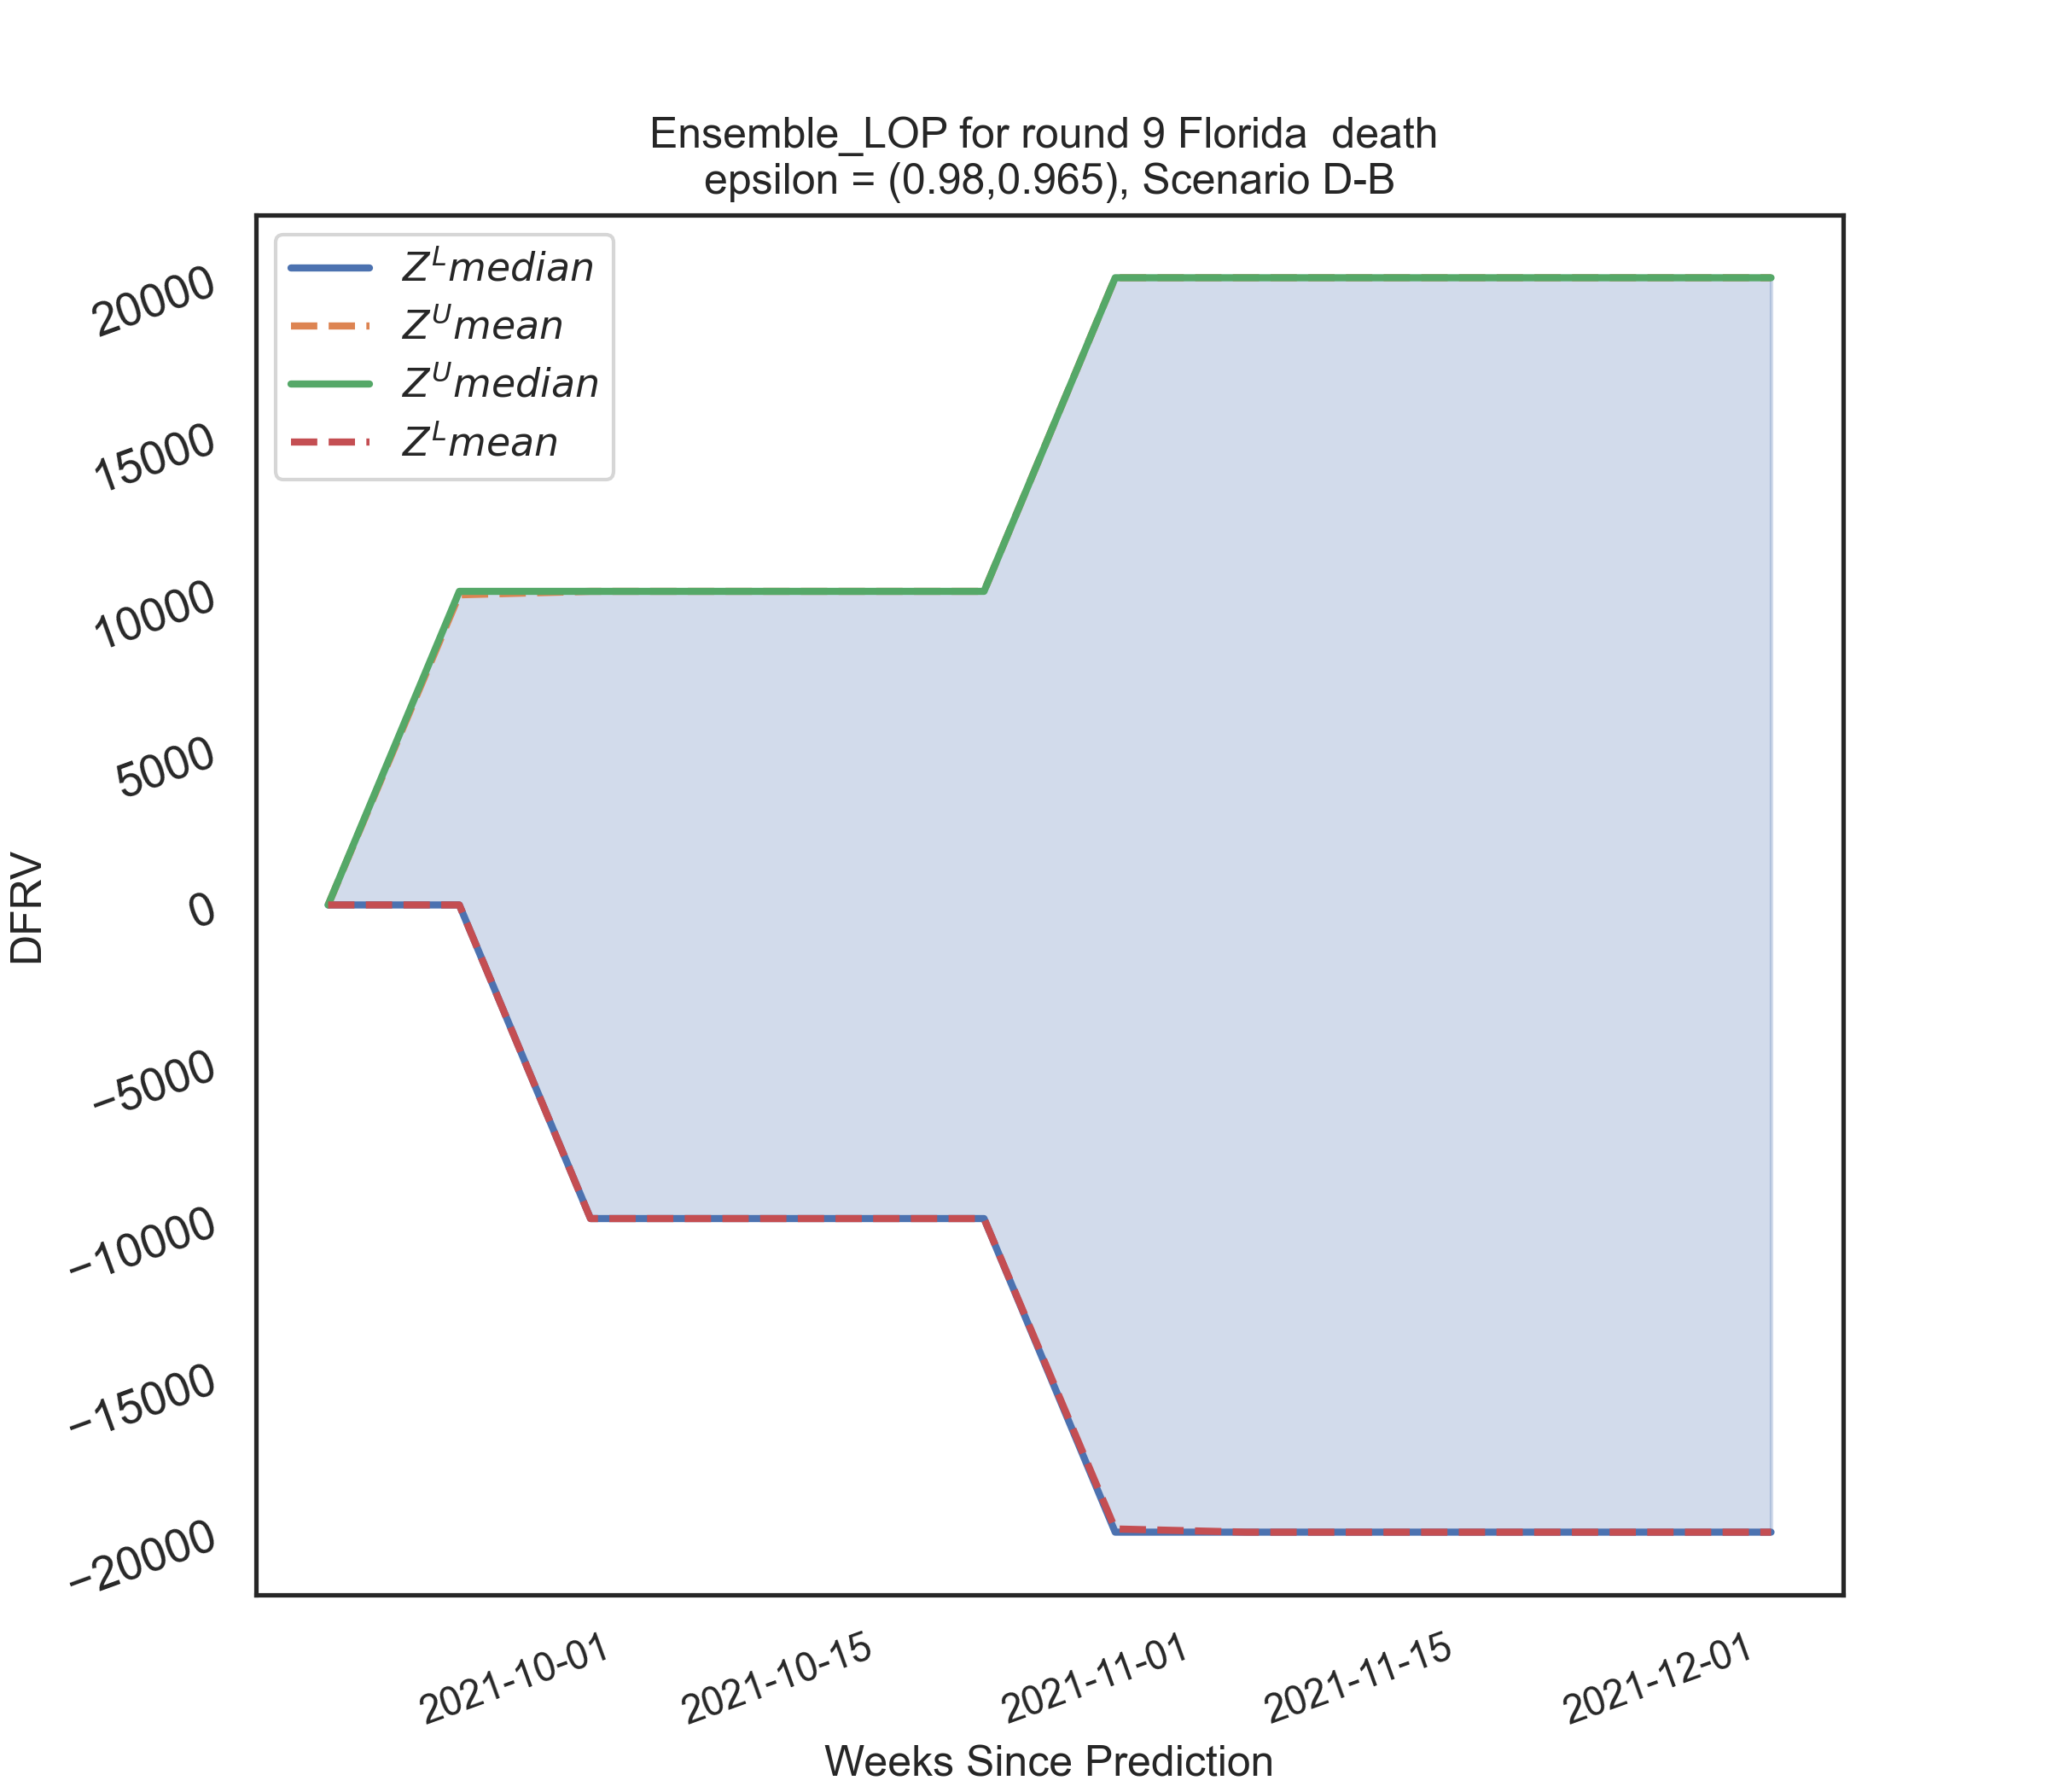 Ensemble_LOP for round 9 Florida  death
epsilon = (0.98,0.965), Scenario D-B
Z^L median
Z^U mean
Z^U median
Z^L mean
20000
15000
10000
5000
0
−5000
−10000
−15000
−20000
DFRV
2021-10-01
2021-10-15
2021-11-01
2021-11-15
2021-12-01
Weeks Since Prediction